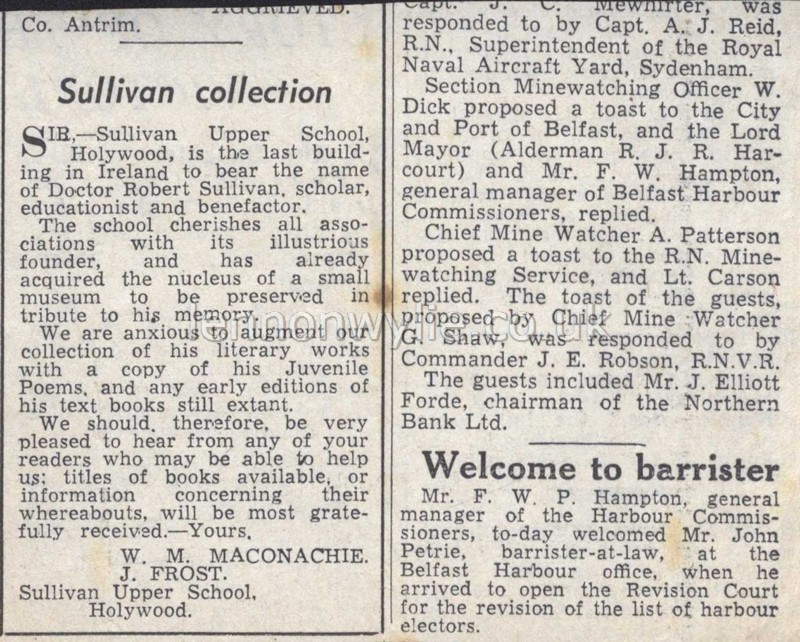 AGGRIEVED.
Co. Antrim.
Sullivan collection
SIR,—Sullivan Upper School,
Holywood, is the last build-
ing in Ireland to bear the name
of Doctor Robert Sullivan, scholar,
educationist and benefactor.
The school cherishes all asso-
ciations with its illustrious
founder, and has already
acquired the nucleus of a small
museum to be preserved in
tribute to his memory.
We are anxious to augment our
collection of his literary works
with a copy of his Juvenile
Poems, and any early editions of
his text books still extant.
We should, therefore, be very
pleased to hear from any of your
readers who may be able to help
us; titles of books available, or
information concerning their
whereabouts, will be most grate-
fully received.—Yours,
W. M. MACONACHIE.
J. FROST.
Sullivan Upper School,
Holywood.
Capt. J. C. Mewhirter, was
responded to by Capt. A. J. Reid,
R.N., Superintendent of the Royal
Naval Aircraft Yard, Sydenham.
Section Minewatching Officer W.
Dick proposed a toast to the City
and Port of Belfast, and the Lord
Mayor (Alderman R. J. R. Har-
court) and Mr. F. W. Hampton,
general manager of Belfast Harbour
Commissioners, replied.
Chief Mine Watcher A. Patterson
proposed a toast to the R.N. Mine-
watching Service, and Lt. Carson
replied. The toast of the guests,
proposed by Chief Mine Watcher
G. Shaw, was responded to by
Commander J. E. Robson, R.N.V.R.
The guests included Mr. J. Elliott
Forde, chairman of the Northern
Bank Ltd.
Welcome to barrister
Mr. F. W. P. Hampton, general
manager of the Harbour Commis-
sioners, to-day welcomed Mr. John
Petrie, barrister-at-law, at the
Belfast Harbour office, when he
arrived to open the Revision Court
for the revision of the list of harbour
electors.
lennonwylie.co.uk